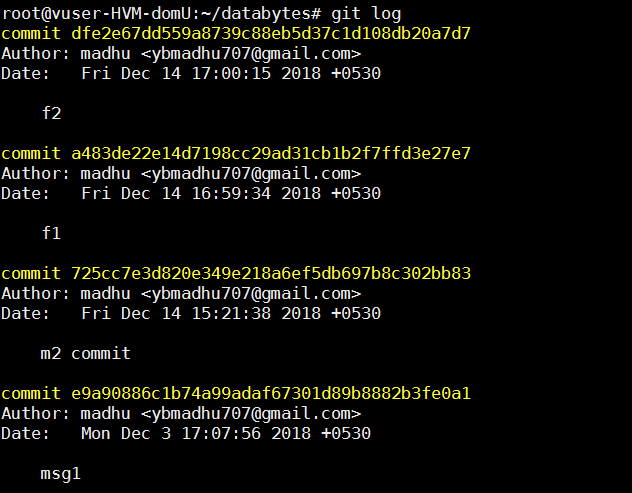 root@vuser-HVM-domU:~/databytes# git log
commit dfe2e67dd559a8739c88eb5d37c1d108db20a7d7
Author: madhu <ybmadhu707@gmail.com>
Date:   Fri Dec 14 17:00:15 2018 +0530
f2
commit a483de22e14d7198cc29ad31cb1b2f7ffd3e27e7
Author: madhu <ybmadhu707@gmail.com>
Date:   Fri Dec 14 16:59:34 2018 +0530
f1
commit 725cc7e3d820e349e218a6ef5db697b8c302bb83
Author: madhu <ybmadhu707@gmail.com>
Date:   Fri Dec 14 15:21:38 2018 +0530
m2 commit
commit e9a90886c1b74a99adaf67301d89b8882b3fe0a1
Author: madhu <ybmadhu707@gmail.com>
Date:   Mon Dec 3 17:07:56 2018 +0530
msg1